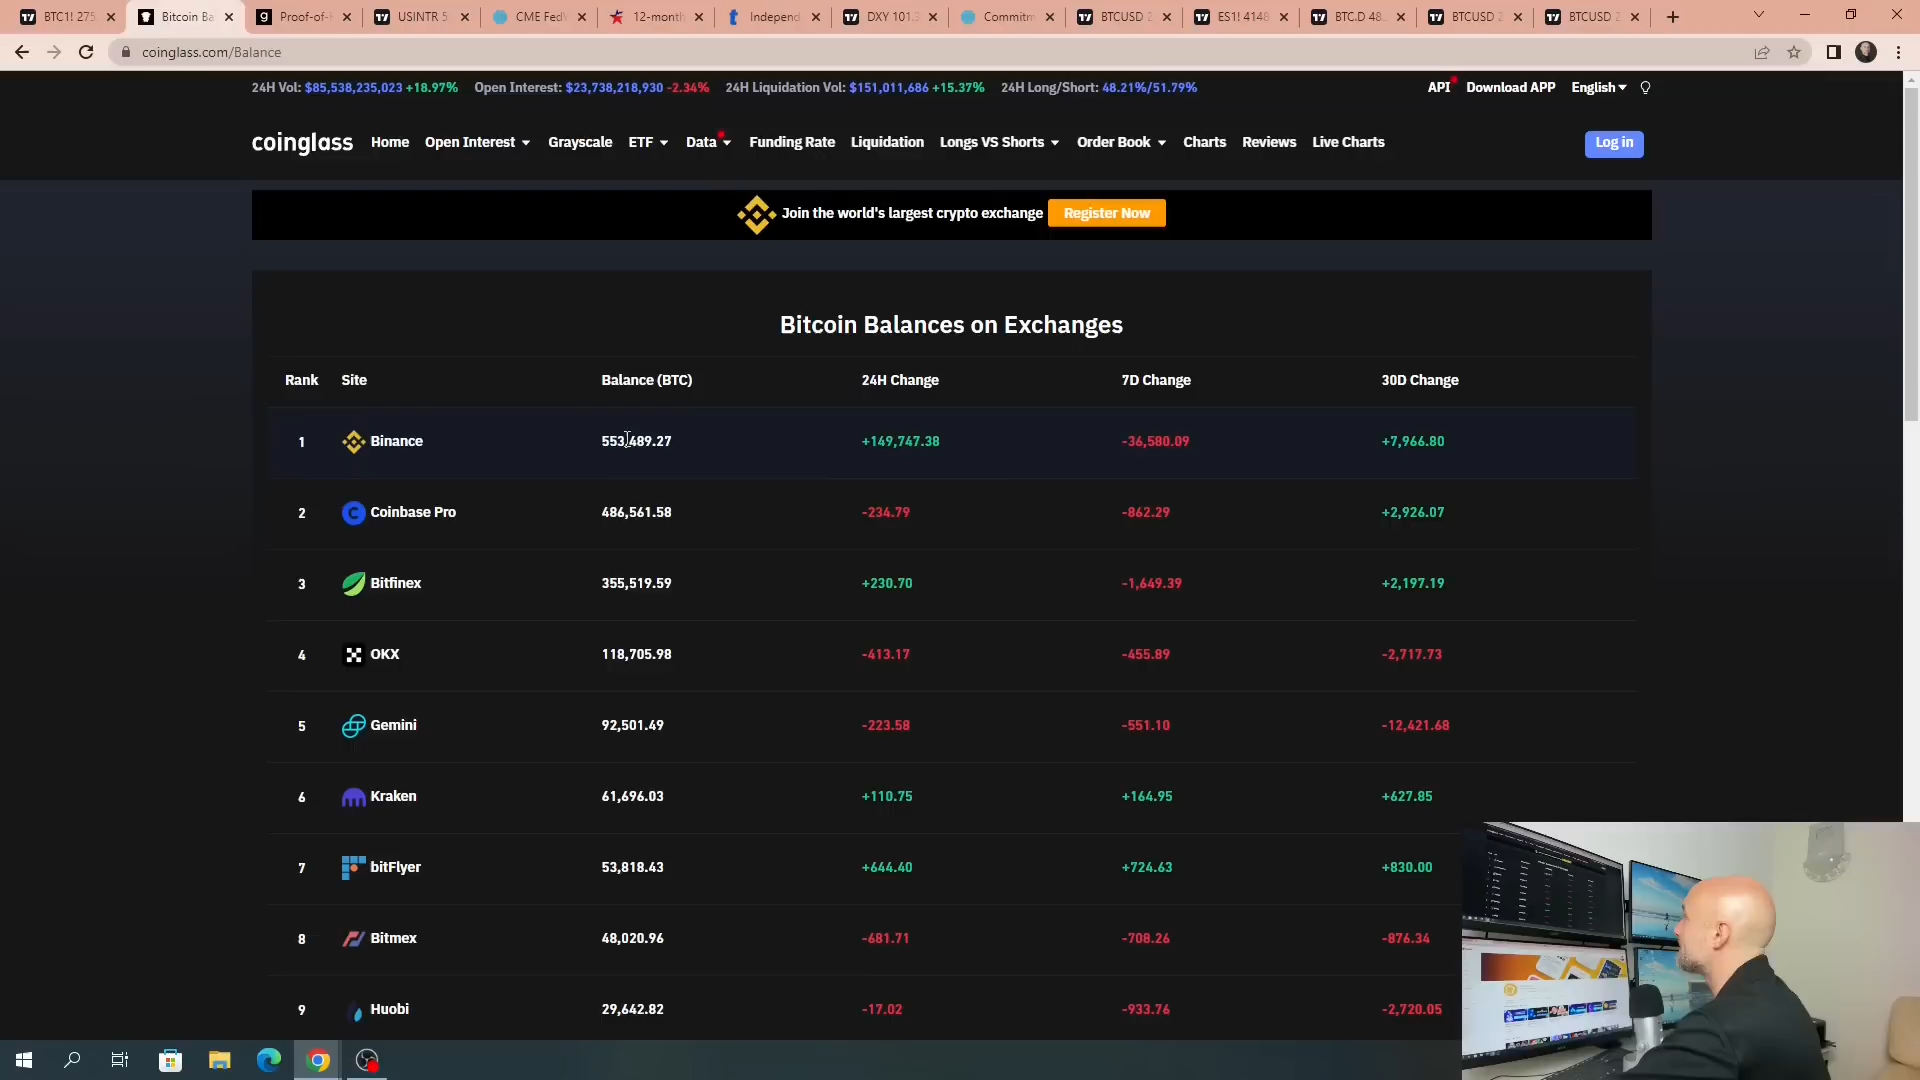 BTC1! 275
Bitcoin Ba
Proof-of-
USINTR 5
CME Fed
12-month
Independ
DXY 101.
Commitm
BTCUSD
ES1! 4148
BTC.D 48.
BTCUSD
BTCUSD
coinglass.com/Balance
24H Vol: $85,538,235,023 +18.97% Open Interest: $23,738,218,930 -2.34% 24H Liquidation Vol: $151,011,686 +15.37% 24H Long/Short: 48.21%/51.79% API Download APP English
coinglass Home Open Interest Grayscale ETF Data Funding Rate Liquidation Longs VS Shorts Order Book Charts Reviews Live Charts Log in
Join the world's largest crypto exchange Register Now
Bitcoin Balances on Exchanges
Rank Site Balance (BTC) 24H Change 7D Change 30D Change
1 Binance 553,489.27 +149,747.38 -36,580.09 +7,966.80
2 Coinbase Pro 486,561.58 -234.79 -862.29 +2,926.07
3 Bitfinex 355,519.59 +230.70 -1,649.39 +2,197.19
4 OKX 118,705.98 -413.17 -455.89 -2,717.73
5 Gemini 92,501.49 -223.58 -551.10 -12,421.68
6 Kraken 61,696.03 +110.75 +164.95 +627.85
7 bitFlyer 53,818.43 +644.40 +724.63 +830.00
8 Bitmex 48,020.96 -681.71 -708.26 -876.34
9 Huobi 29,642.82 -17.02 -933.76 -2,720.05